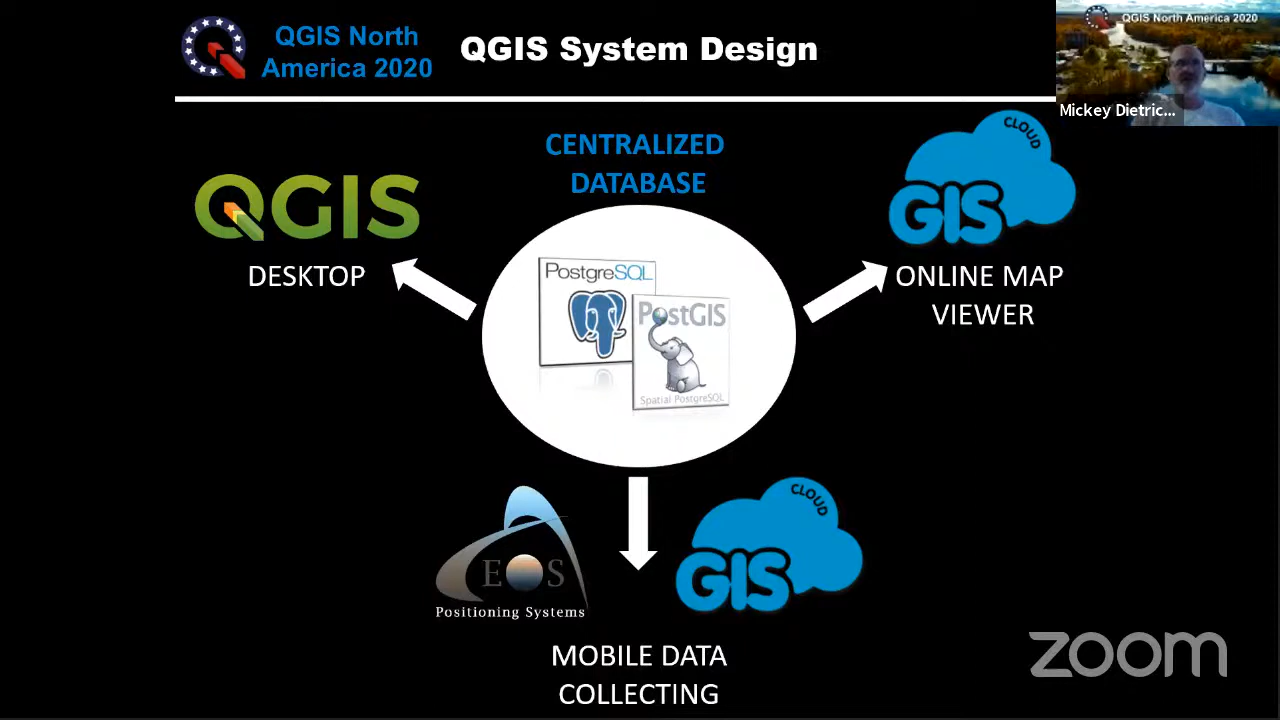 QGIS North
America 2020
QGIS System Design
QGIS North America 2020
Mickey Dietric...
CENTRALIZED
DATABASE
QGIS
DESKTOP
PostgreSQL
PostGIS
Spatial PostgreSQL
CLOUD
GIS
ONLINE MAP
VIEWER
EOS
Positioning Systems
CLOUD
GIS
MOBILE DATA
COLLECTING
zoom